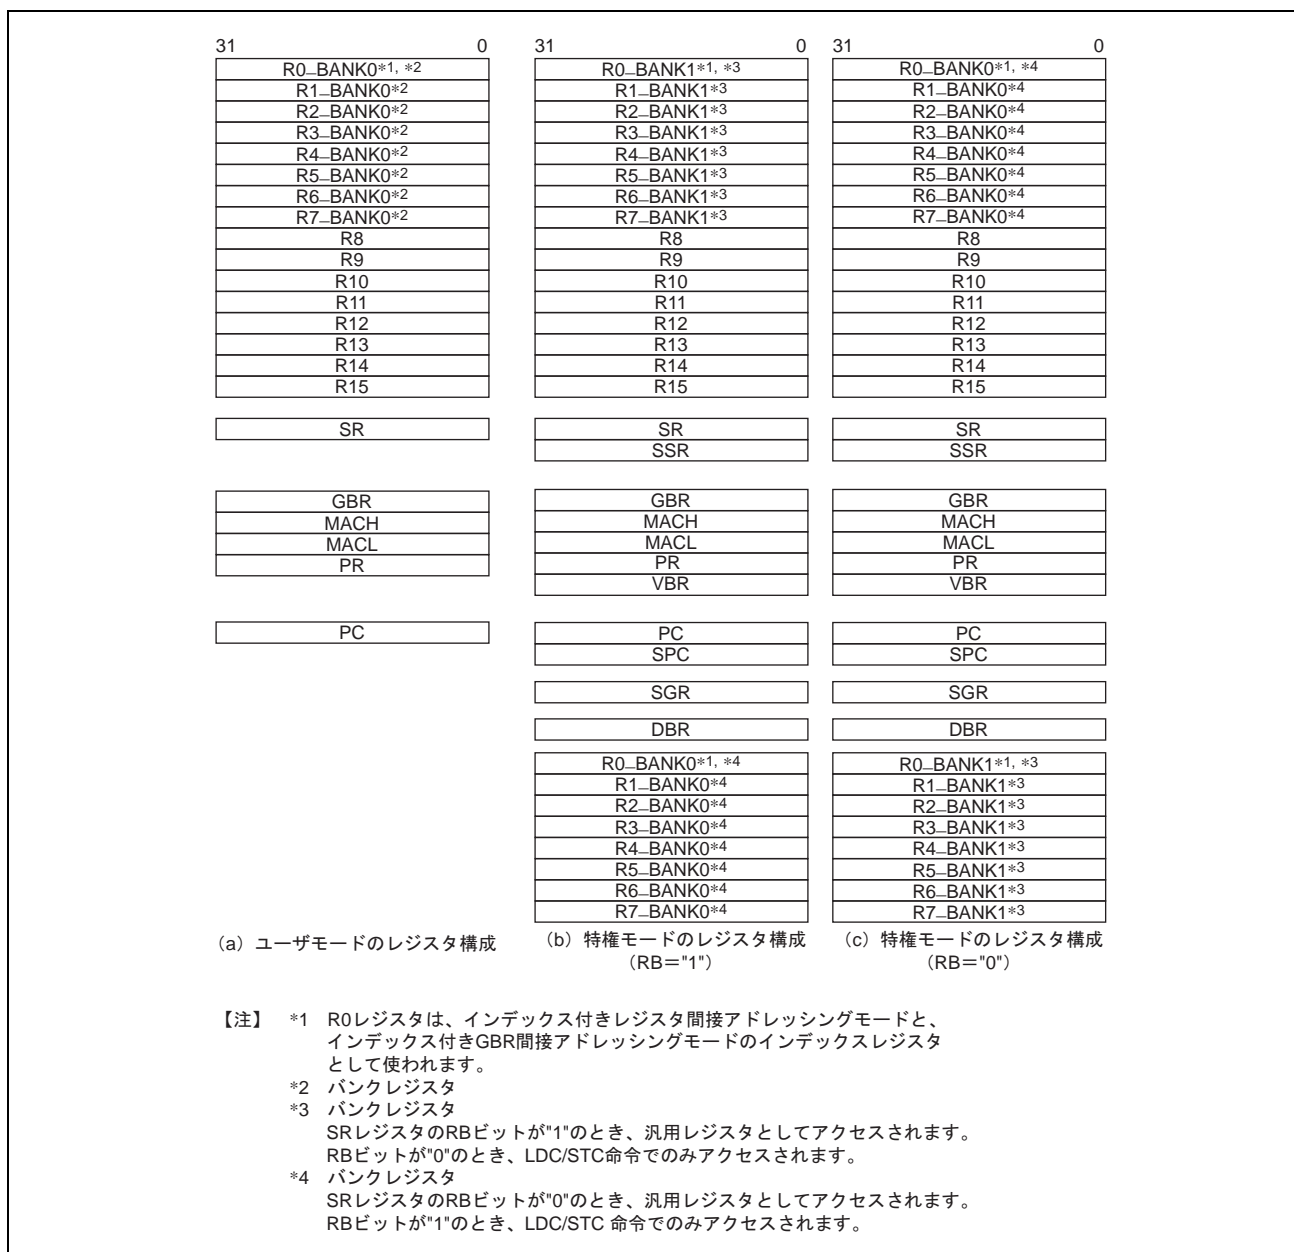 31 0 31 0 31 0
R0_BANK0*1, *2 R0_BANK1*1, *3 R0_BANK0*1, *4
R1_BANK0*2 R1_BANK1*3 R1_BANK0*4
R2_BANK0*2 R2_BANK1*3 R2_BANK0*4
R3_BANK0*2 R3_BANK1*3 R3_BANK0*4
R4_BANK0*2 R4_BANK1*3 R4_BANK0*4
R5_BANK0*2 R5_BANK1*3 R5_BANK0*4
R6_BANK0*2 R6_BANK1*3 R6_BANK0*4
R7_BANK0*2 R7_BANK1*3 R7_BANK0*4
R8 R8 R8
R9 R9 R9
R10 R10 R10
R11 R11 R11
R12 R12 R12
R13 R13 R13
R14 R14 R14
R15 R15 R15
SR SR SR
SSR SSR
GBR GBR GBR
MACH MACH MACH
MACL MACL MACL
PR PR PR
VBR VBR
PC PC PC
SPC SPC
SGR SGR
DBR DBR
R0_BANK0*1, *4 R0_BANK1*1, *3
R1_BANK0*4 R1_BANK1*3
R2_BANK0*4 R2_BANK1*3
R3_BANK0*4 R3_BANK1*3
R4_BANK0*4 R4_BANK1*3
R5_BANK0*4 R5_BANK1*3
R6_BANK0*4 R6_BANK1*3
R7_BANK0*4 R7_BANK1*3
（a）ユーザモードのレジスタ構成 （b）特権モードのレジスタ構成 （c）特権モードのレジスタ構成
（RB＝"1"） （RB＝"0"）
【注】 *1 R0レジスタは、インデックス付きレジスタ間接アドレッシングモードと、
インデックス付きGBR間接アドレッシングモードのインデックスレジスタ
として使われます。
*2 バンクレジスタ
*3 バンクレジスタ
SRレジスタのRBビットが"1"のとき、汎用レジスタとしてアクセスされます。
RBビットが"0"のとき、LDC/STC命令でのみアクセスされます。
*4 バンクレジスタ
SRレジスタのRBビットが"0"のとき、汎用レジスタとしてアクセスされます。
RBビットが"1"のとき、LDC/STC 命令でのみアクセスされます。